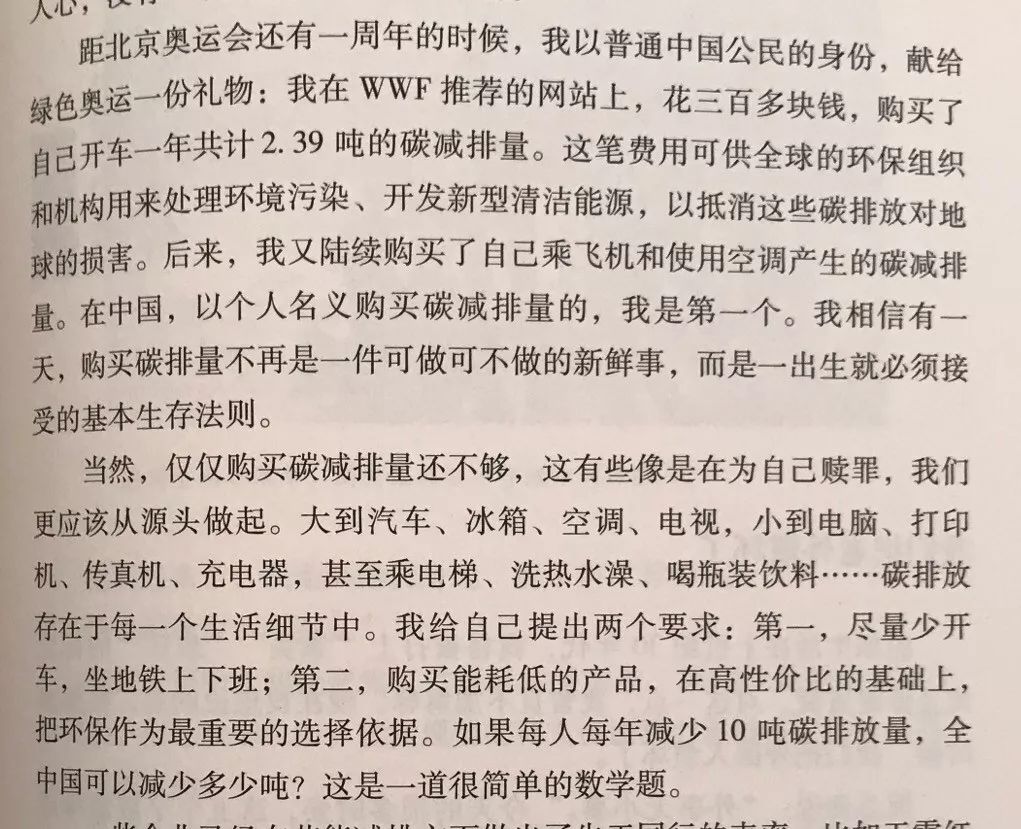 人心，没有
距北京奥运会还有一周年的时候，我以普通中国公民的身份，献给
绿色奥运一份礼物：我在 WWF 推荐的网站上，花三百多块钱，购买了
自己开车一年共计 2. 39 吨的碳减排量。这笔费用可供全球的环保组织
和机构用来处理环境污染、开发新型清洁能源，以抵消这些碳排放对地
球的损害。后来，我又陆续购买了自己乘飞机和使用空调产生的碳减排
量。在中国，以个人名义购买碳减排量的，我是第一个。我相信有一
天，购买碳排量不再是一件可做可不做的新鲜事，而是一出生就必须接
受的基本生存法则。
当然，仅仅购买碳减排量还不够，这有些像是在为自己赎罪，我们
更应该从源头做起。大到汽车、冰箱、空调、电视，小到电脑、打印
机、传真机、充电器，甚至乘电梯、洗热水澡、喝瓶装饮料……碳排放
存在于每一个生活细节中。我给自己提出两个要求：第一，尽量少开
车，坐地铁上下班；第二，购买能耗低的产品，在高性价比的基础上，
把环保作为最重要的选择依据。如果每人每年减少 10 吨碳排放量，全
中国可以减少多少吨？这是一道很简单的数学题。